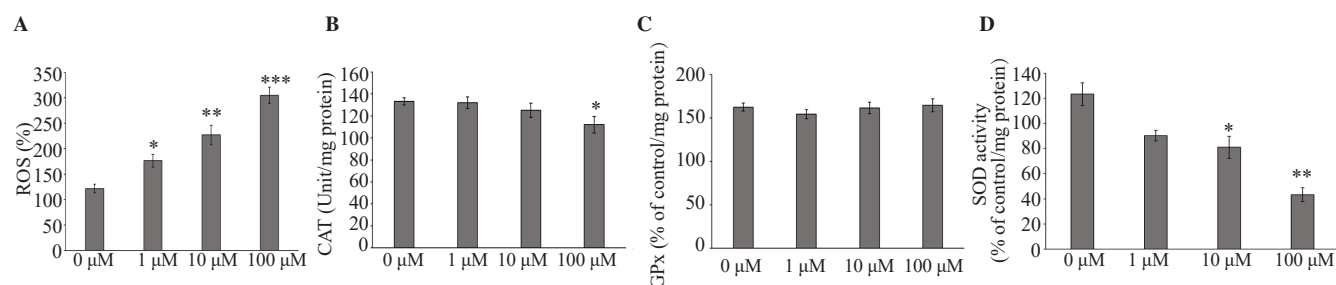 A
ROS (%)
350
300
250
200
150
100
50
0
*
**
***
0 μM 1 μM 10 μM 100 μM
B
CAT (Unit/mg protein)
160
140
120
100
80
60
40
20
0
*
0 μM 1 μM 10 μM 100 μM
C
GPx (% of control/mg protein)
200
150
100
50
0
0 μM 1 μM 10 μM 100 μM
D
SOD activity
(% of control/mg protein)
140
120
100
80
60
40
20
0
*
**
0 μM 1 μM 10 μM 100 μM